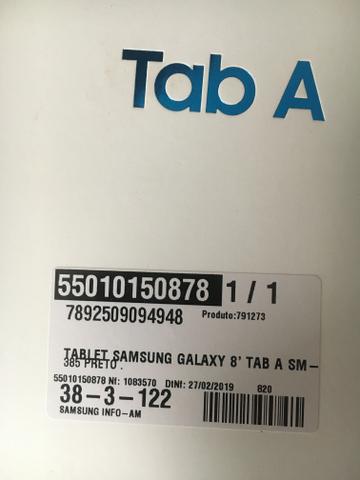 Tab A
55010150878 1/1
7892509094948 Produto:791273
TABLET SAMSUNG GALAXY 8' TAB A SM-
385 PRETO .
55010150878 Nf: 1083570 DtNf: 27/02/2019 820
38-3-122
SAMSUNG INFO-AM